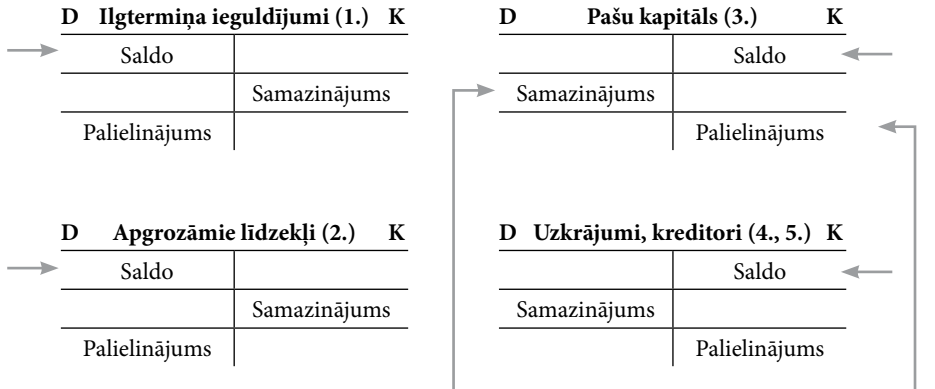 D Ilgtermiņa ieguldījumi (1.) K
Saldo
Samazinājums
Palielinājums
D Pašu kapitāls (3.) K
Saldo
Samazinājums
Palielinājums
D Apgrozāmie līdzekļi (2.) K
Saldo
Samazinājums
Palielinājums
D Uzkrājumi, kreditori (4., 5.) K
Saldo
Samazinājums
Palielinājums